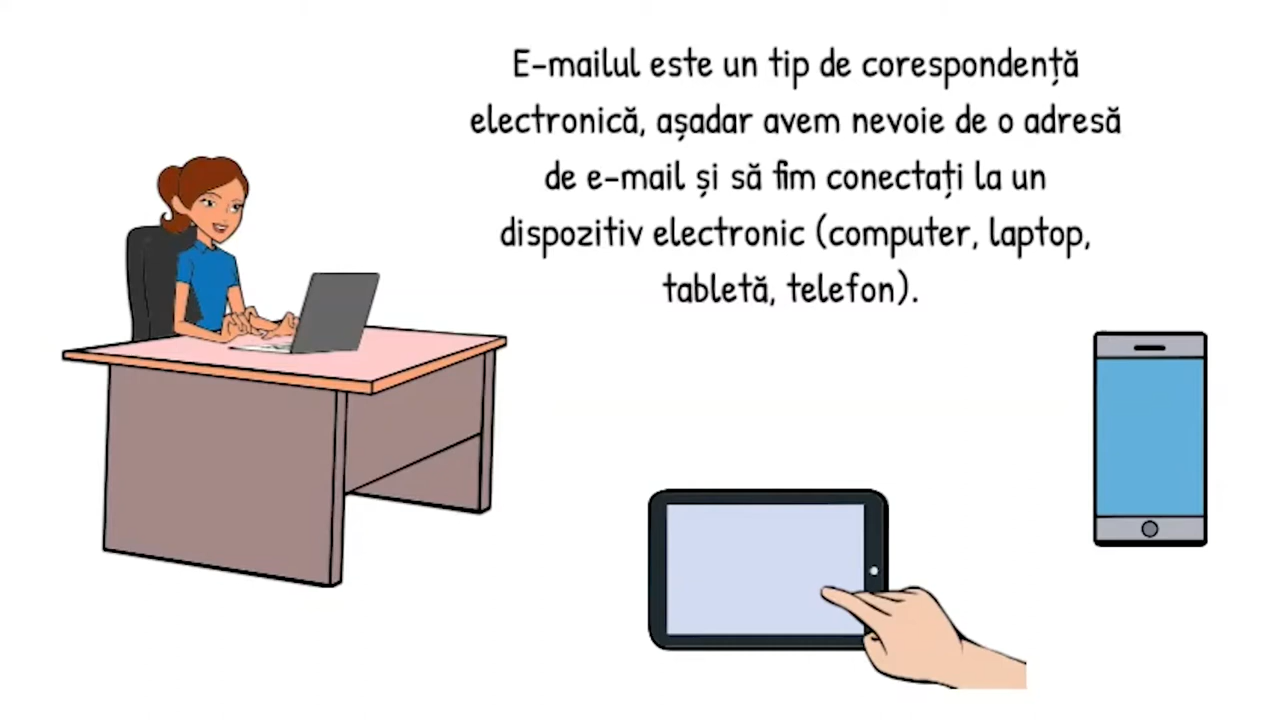 E-mailul este un tip de corespondență
electronică, așadar avem nevoie de o adresă
de e-mail și să fim conectați la un
dispozitiv electronic (computer, laptop,
tabletă, telefon).